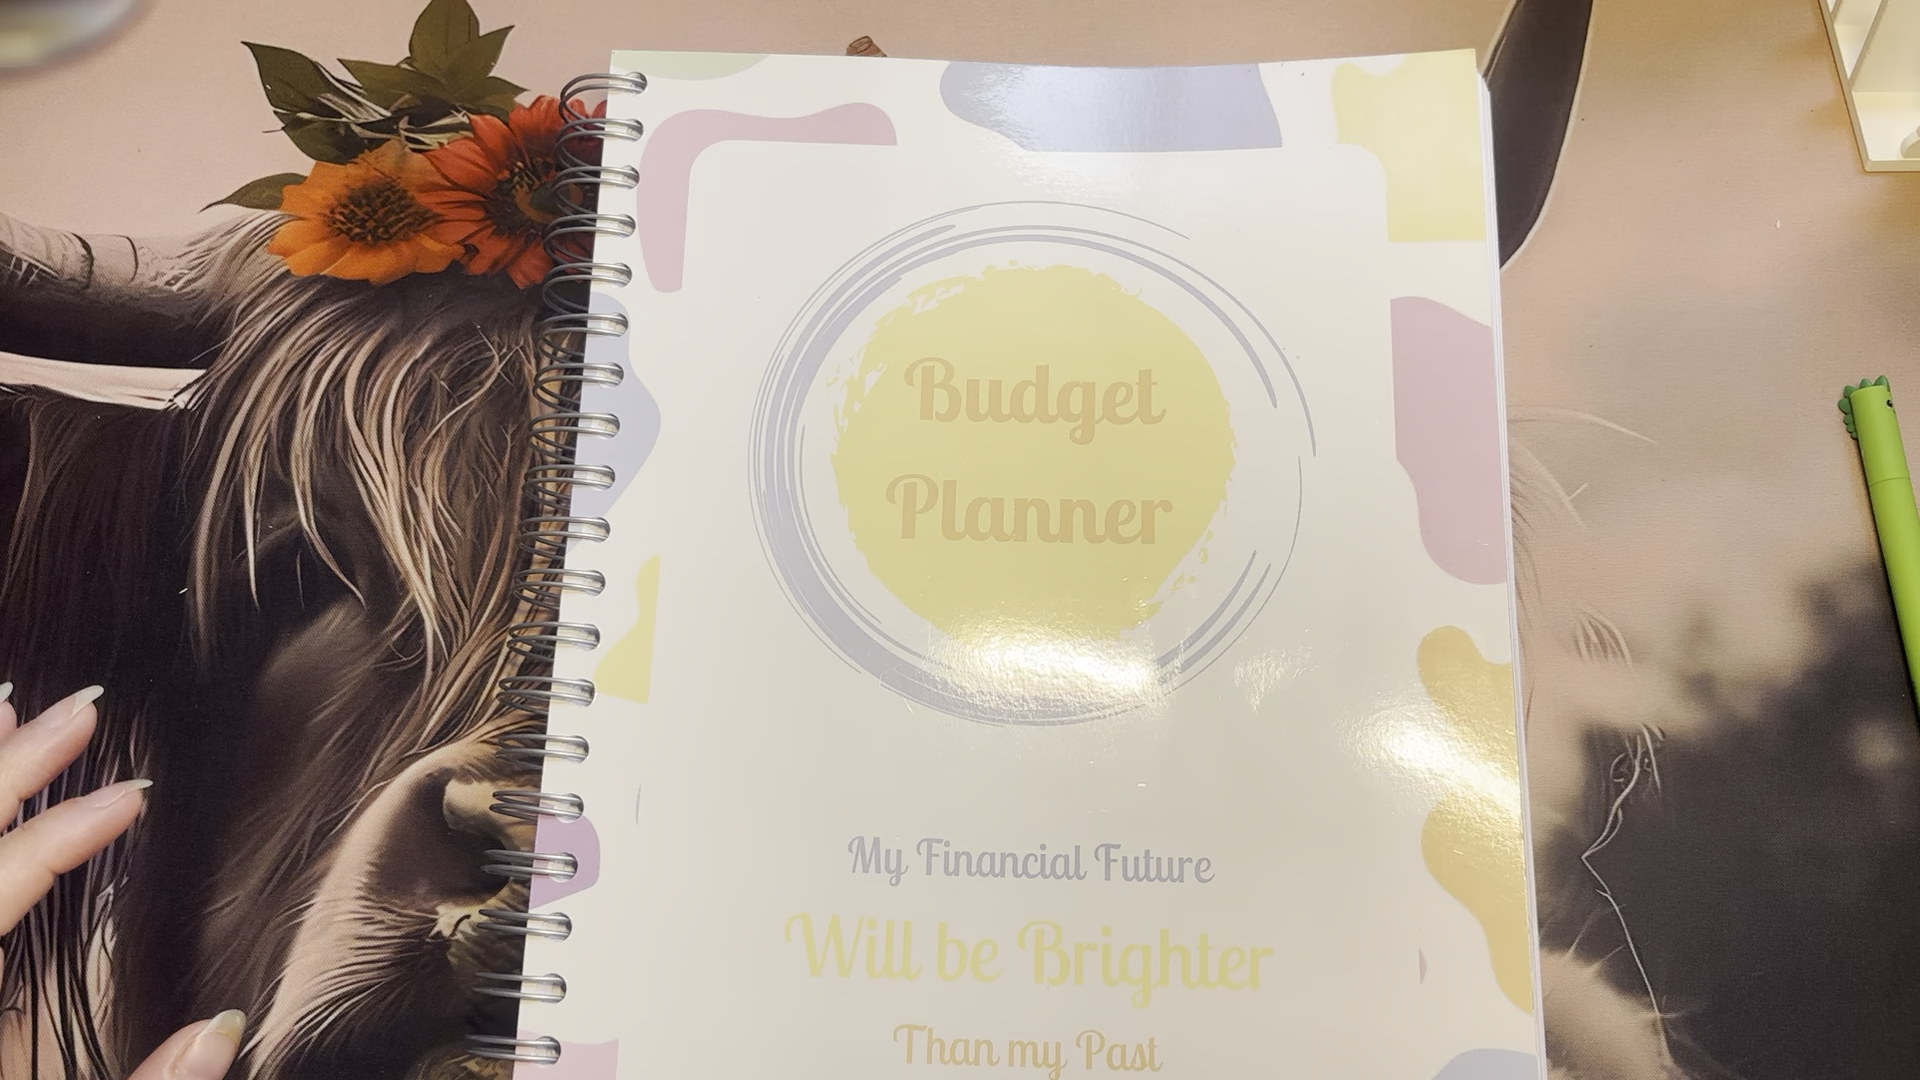 Budget
Planner
My Financial Future
Will be Brighter
Than my Past